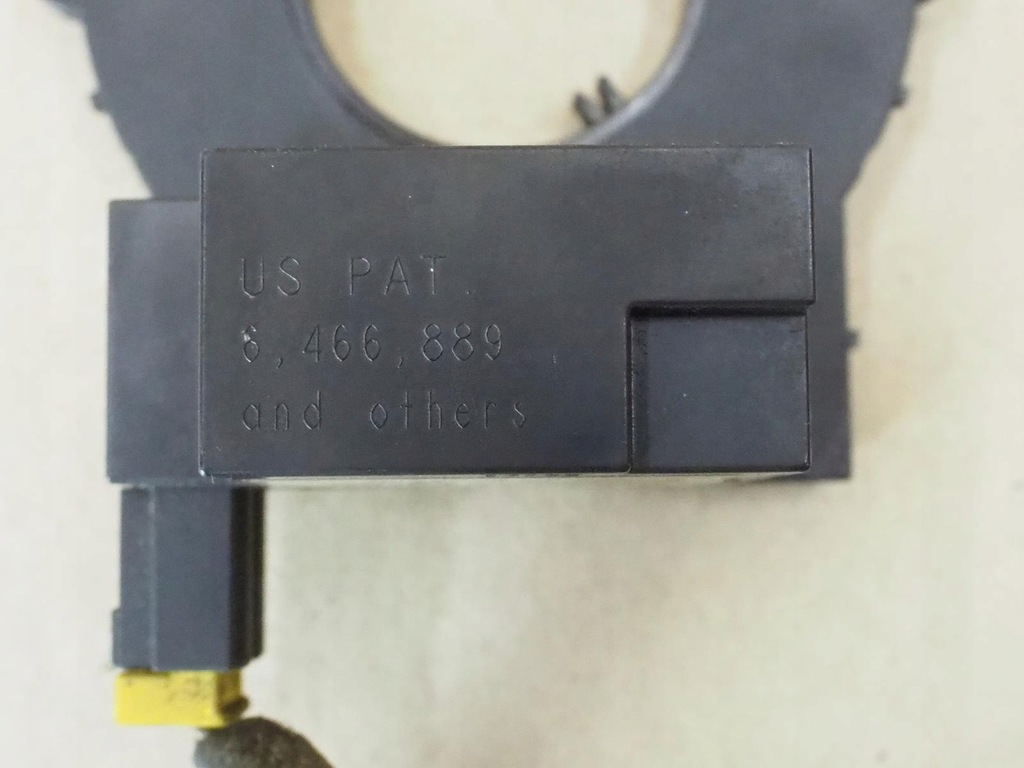 US PAT.
6,466,889
and others